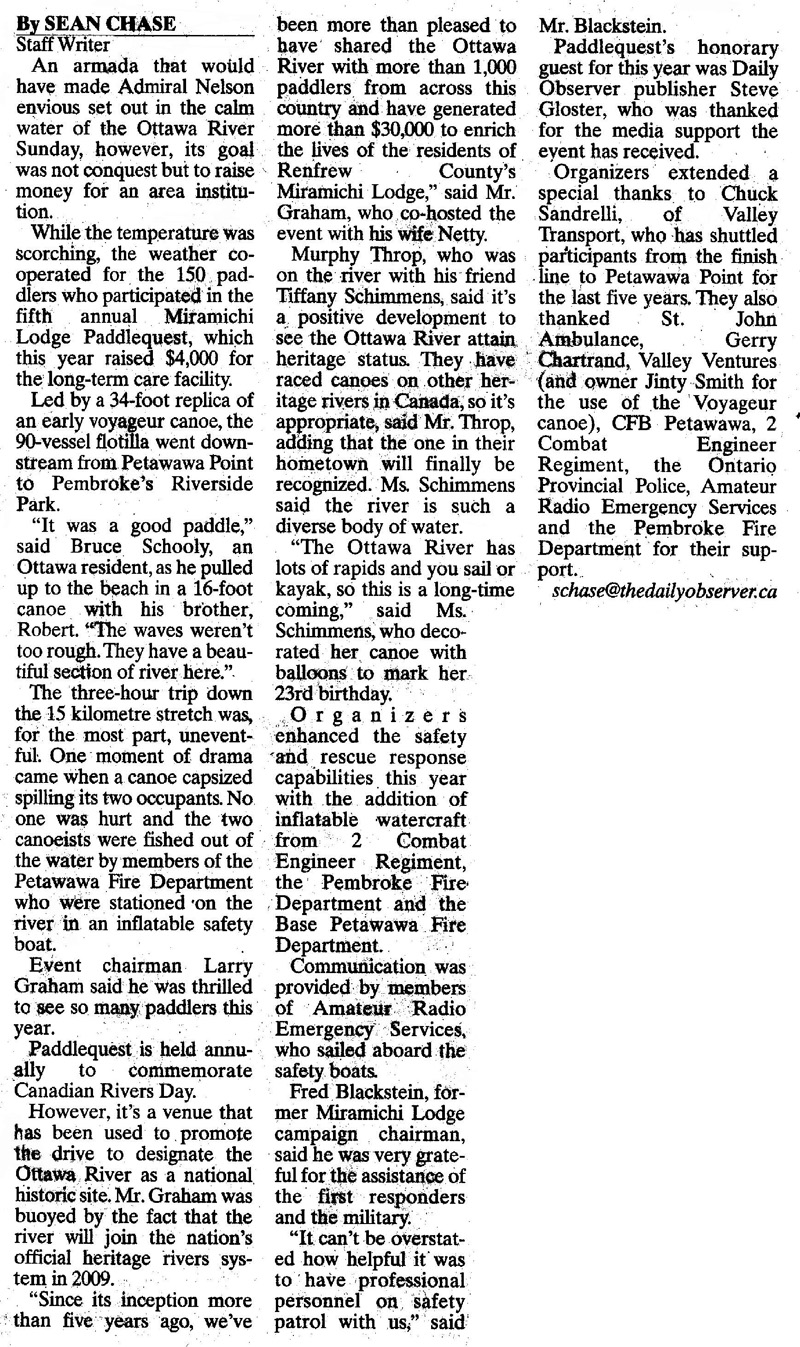 By SEAN CHASE
Staff Writer
An armada that would
have made Admiral Nelson
envious set out in the calm
water of the Ottawa River
Sunday, however, its goal
was not conquest but to raise
money for an area institu-
tion.
While the temperature was
scorching, the weather co-
operated for the 150 pad-
dlers who participated in the
fifth annual Miramichi
Lodge Paddlequest, which
this year raised $4,000 for
the long-term care facility.
Led by a 34-foot replica of
an early voyageur canoe, the
90-vessel flotilla went down-
stream from Petawawa Point
to Pembroke's Riverside
Park.
“It was a good paddle,”
said Bruce Schooly, an
Ottawa resident, as he pulled
up to the beach in a 16-foot
canoe with his brother,
Robert. “The waves weren't
too rough. They have a beau-
tiful section of river here.”
The three-hour trip down
the 15 kilometre stretch was,
for the most part, unevent-
ful. One moment of drama
came when a canoe capsized
spilling its two occupants. No
one was hurt and the two
canoeists were fished out of
the water by members of the
Petawawa Fire Department
who were stationed on the
river in an inflatable safety
boat.
Event chairman Larry
Graham said he was thrilled
to see so many paddlers this
year.
Paddlequest is held annu-
ally to commemorate
Canadian Rivers Day.
However, it's a venue that
has been used to promote
the drive to designate the
Ottawa River as a national
historic site. Mr. Graham was
buoyed by the fact that the
river will join the nation's
official heritage rivers sys-
tem in 2009.
“Since its inception more
than five years ago, we've
been more than pleased to
have shared the Ottawa
River with more than 1,000
paddlers from across this
country and have generated
more than $30,000 to enrich
the lives of the residents of
Renfrew County's
Miramichi Lodge,” said Mr.
Graham, who co-hosted the
event with his wife Netty.
Murphy Throp, who was
on the river with his friend
Tiffany Schimmens, said it's
a positive development to
see the Ottawa River attain
heritage status. They have
raced canoes on other her-
itage rivers in Canada, so it's
appropriate, said Mr. Throp,
adding that the one in their
hometown will finally be
recognized. Ms. Schimmens
said the river is such a
diverse body of water.
“The Ottawa River has
lots of rapids and you sail or
kayak, so this is a long-time
coming,” said Ms.
Schimmens, who deco-
rated her canoe with
balloons to mark her
23rd birthday.
Organizers
enhanced the safety
and rescue response
capabilities this year
with the addition of
inflatable watercraft
from 2 Combat
Engineer Regiment,
the Pembroke Fire
Department and the
Base Petawawa Fire
Department.
Communication was
provided by members
of Amateur Radio
Emergency Services,
who sailed aboard the
safety boats.
Fred Blackstein, for-
mer Miramichi Lodge
campaign chairman,
said he was very grate-
ful for the assistance of
the first responders
and the military.
“It can't be overstat-
ed how helpful it was
to have professional
personnel on safety
patrol with us,” said
Mr. Blackstein.
Paddlequest's honorary
guest for this year was Daily
Observer publisher Steve
Gloster, who was thanked
for the media support the
event has received.
Organizers extended a
special thanks to Chuck
Sandrelli, of Valley
Transport, who has shuttled
participants from the finish
line to Petawawa Point for
the last five years. They also
thanked St. John
Ambulance, Gerry
Chartrand, Valley Ventures
(and owner Jinty Smith for
the use of the Voyageur
canoe), CFB Petawawa, 2
Combat Engineer
Regiment, the Ontario
Provincial Police, Amateur
Radio Emergency Services
and the Pembroke Fire
Department for their sup-
port.
schase@thedailyobserver.ca